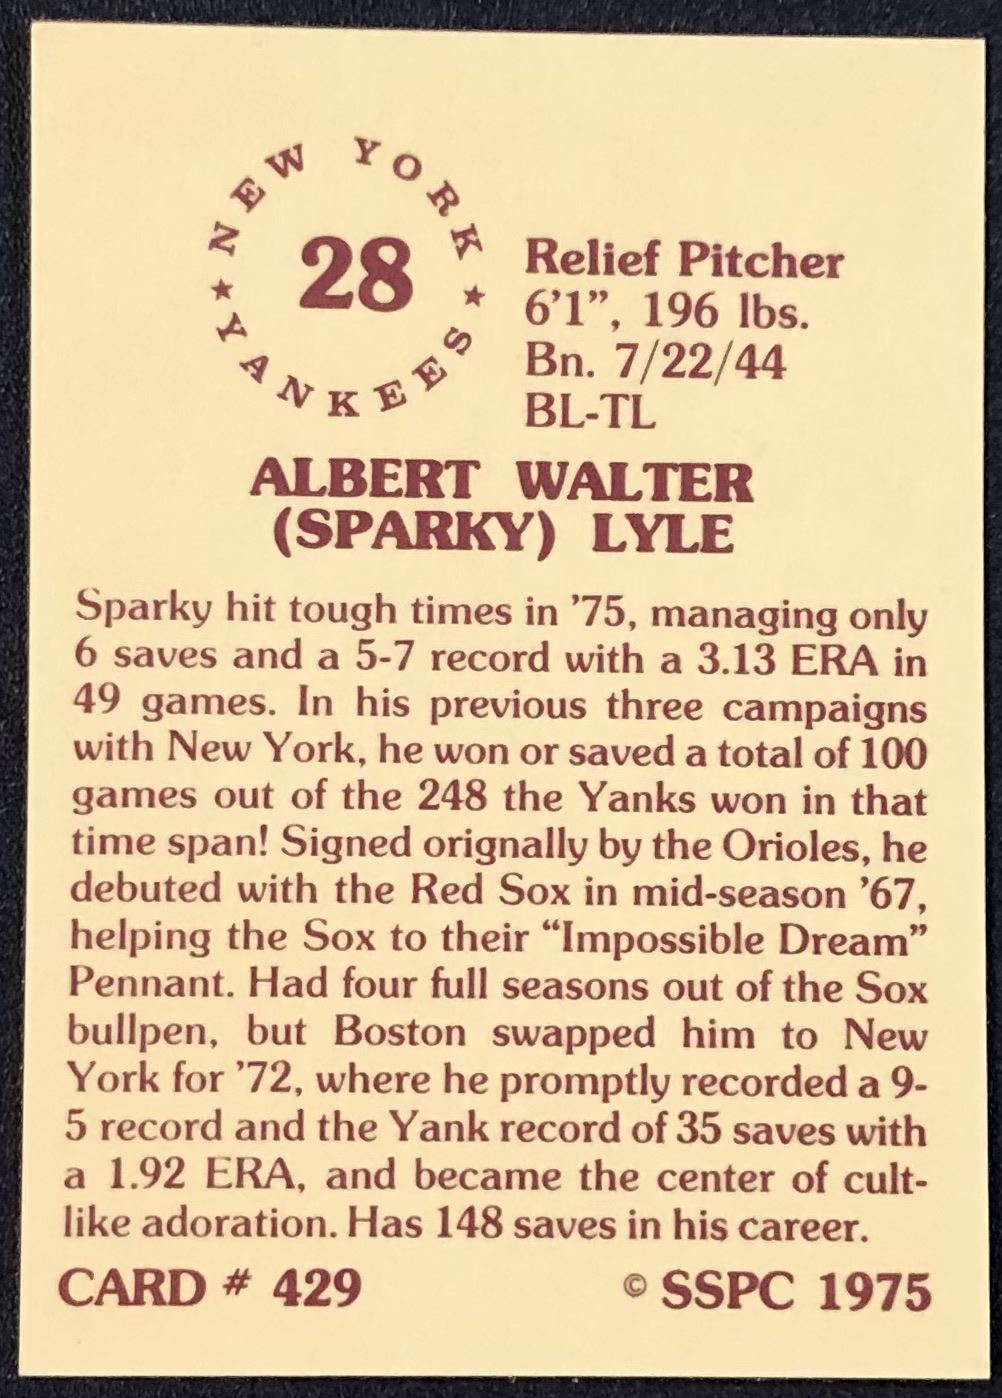 ★ NEW YORK ★
28
YANKEES
Relief Pitcher
6'1”, 196 lbs.
Bn. 7/22/44
BL-TL
ALBERT WALTER
(SPARKY) LYLE
Sparky hit tough times in ’75, managing only
6 saves and a 5-7 record with a 3.13 ERA in
49 games. In his previous three campaigns
with New York, he won or saved a total of 100
games out of the 248 the Yanks won in that
time span! Signed orignally by the Orioles, he
debuted with the Red Sox in mid-season ’67,
helping the Sox to their “Impossible Dream”
Pennant. Had four full seasons out of the Sox
bullpen, but Boston swapped him to New
York for ’72, where he promptly recorded a 9-
5 record and the Yank record of 35 saves with
a 1.92 ERA, and became the center of cult-
like adoration. Has 148 saves in his career.
CARD # 429 © SSPC 1975